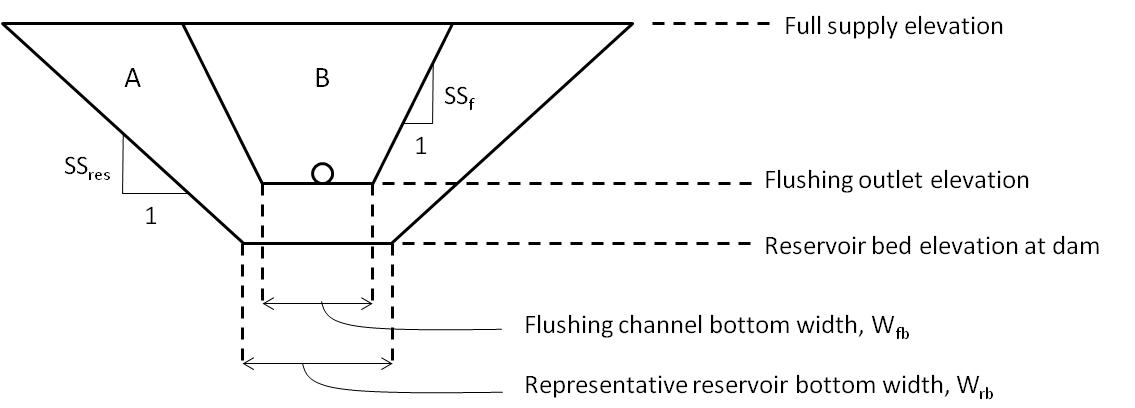 Full supply elevation
A
B
SSf
1
SSres
1
Flushing outlet elevation
Reservoir bed elevation at dam
Flushing channel bottom width, Wfb
Representative reservoir bottom width, Wrb